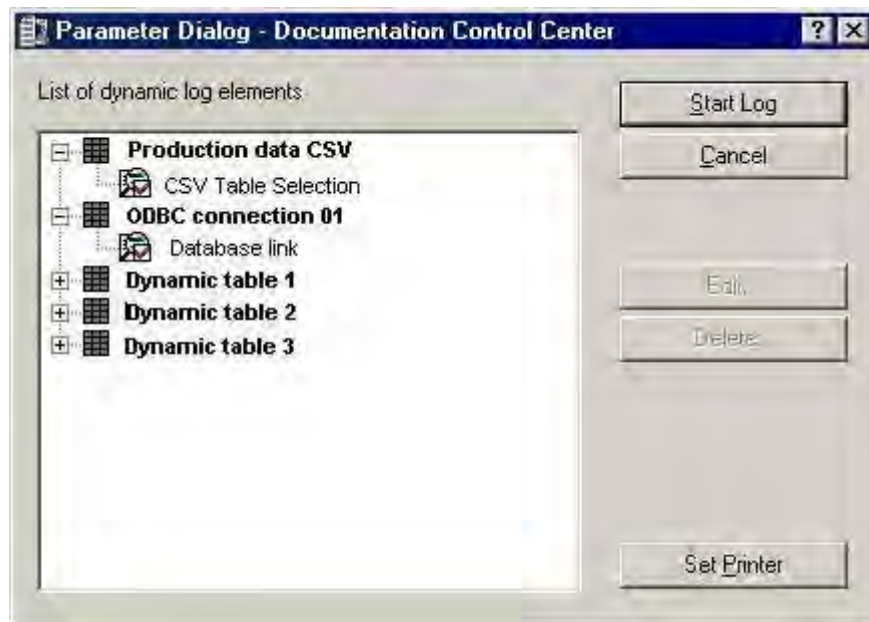 Parameter Dialog - Documentation Control Center
List of dynamic log elements
Production data CSV
CSV Table Selection
ODBC connection 01
Database link
Dynamic table 1
Dynamic table 2
Dynamic table 3
Start Log
Cancel
Edit...
Delete
Set Printer